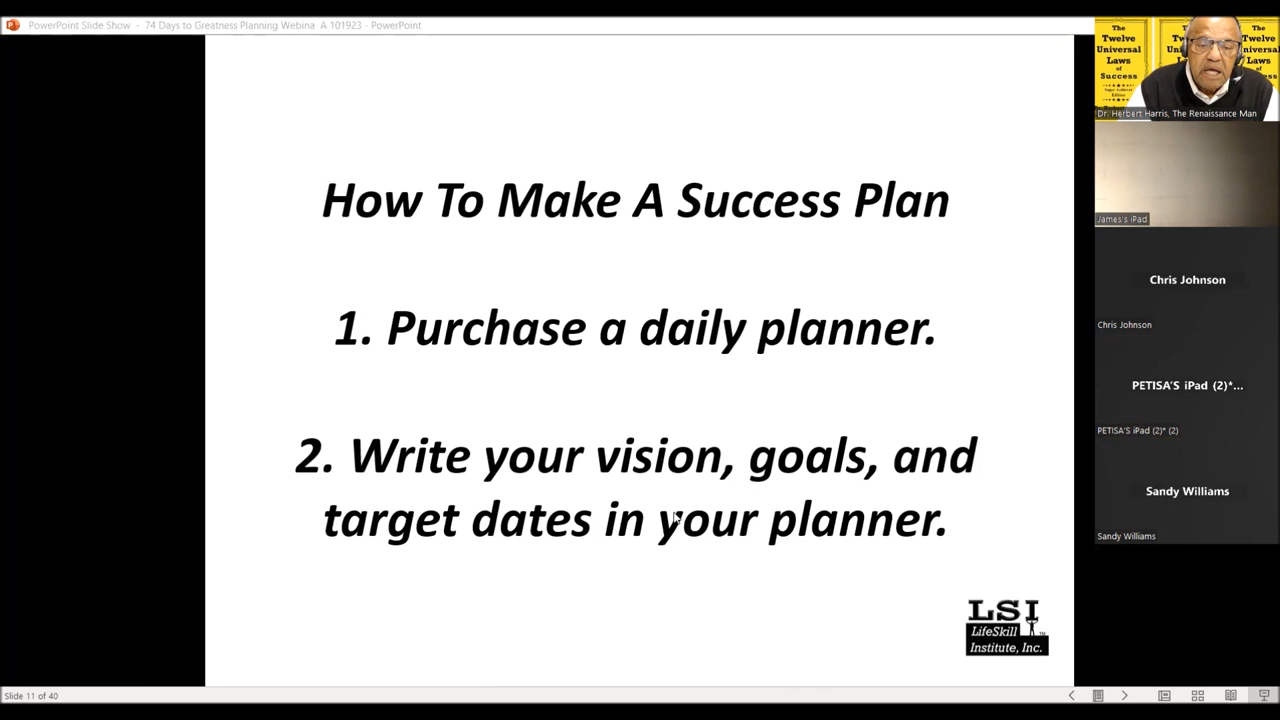 PowerPoint Slide Show - 74 Days to Greatness Planning Webina A 101923 - PowerPoint
How To Make A Success Plan
1. Purchase a daily planner.
2. Write your vision, goals, and
target dates in your planner.
LSI
LifeSkill
Institute, Inc.
Slide 11 of 40
The
Twelve
Universal
Laws
of
Success
Super Achiever
Edition
Dr. Herbert Harris, The Renaissance Man
James's iPad
Chris Johnson
Chris Johnson
PETISA'S iPad (2)*...
PETISA'S iPad (2)* (2)
Sandy Williams
Sandy Williams